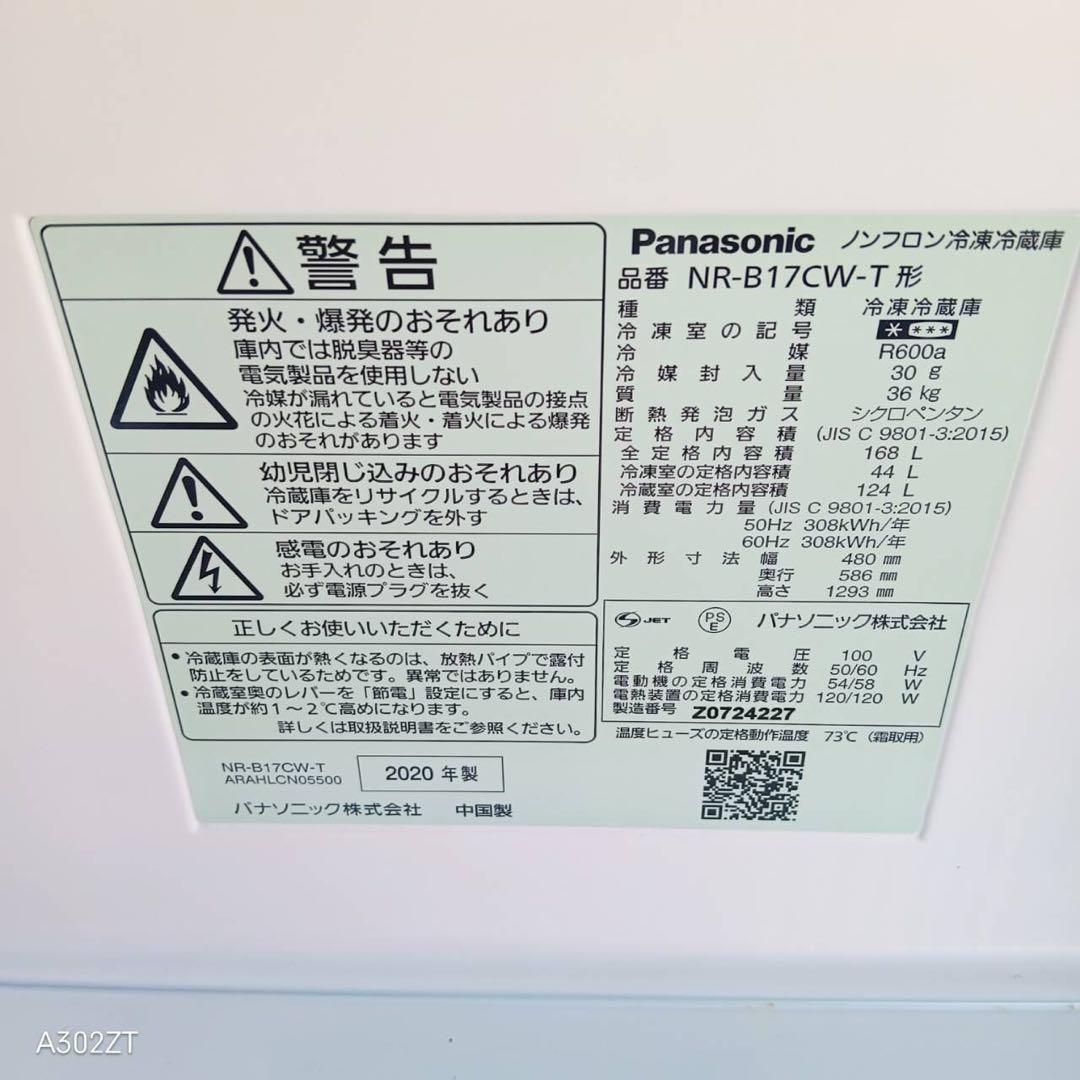 警告
発火・爆発のおそれあり
庫内では脱臭器等の
電気製品を使用しない
冷媒が漏れていると電気製品の接点
の火花による着火・着火による爆発
のおそれがあります
幼児閉じ込みのおそれあり
冷蔵庫をリサイクルするときは、
ドアパッキングを外す
感電のおそれあり
お手入れのときは、
必ず電源プラグを抜く
正しくお使いいただくために
・冷蔵庫の表面が熱くなるのは、放熱パイプで露付
防止をしているためです。異常ではありません。
・冷蔵室奥のレバーを「節電」設定にすると、庫内
温度が約1~2℃高めになります。
詳しくは取扱説明書をご参照ください。
NR-B17CW-T
ARAHLCN05500
2020 年製
パナソニック株式会社 中国製
Panasonic ノンフロン冷凍冷蔵庫
品番 NR-B17CW-T 形
種類 冷凍冷蔵庫
冷凍室の記号 * ***
冷媒 R600a
冷媒封入量 30 g
質量 36 kg
断熱発泡ガス シクロペンタン
定格内容積 (JIS C 9801-3:2015)
全定格内容積 168 L
冷凍室の定格内容積 44 L
冷蔵室の定格内容積 124 L
消費電力量 (JIS C 9801-3:2015)
50Hz 308kWh/年
60Hz 308kWh/年
外形寸法 幅 480 mm
奥行 586 mm
高さ 1293 mm
JET PSE パナソニック株式会社
定格電圧 100 V
定格周波数 50/60 Hz
電動機の定格消費電力 54/58 W
電熱装置の定格消費電力 120/120 W
製造番号 Z0724227
温度ヒューズの定格動作温度 73℃ (霜取用)
A302ZT